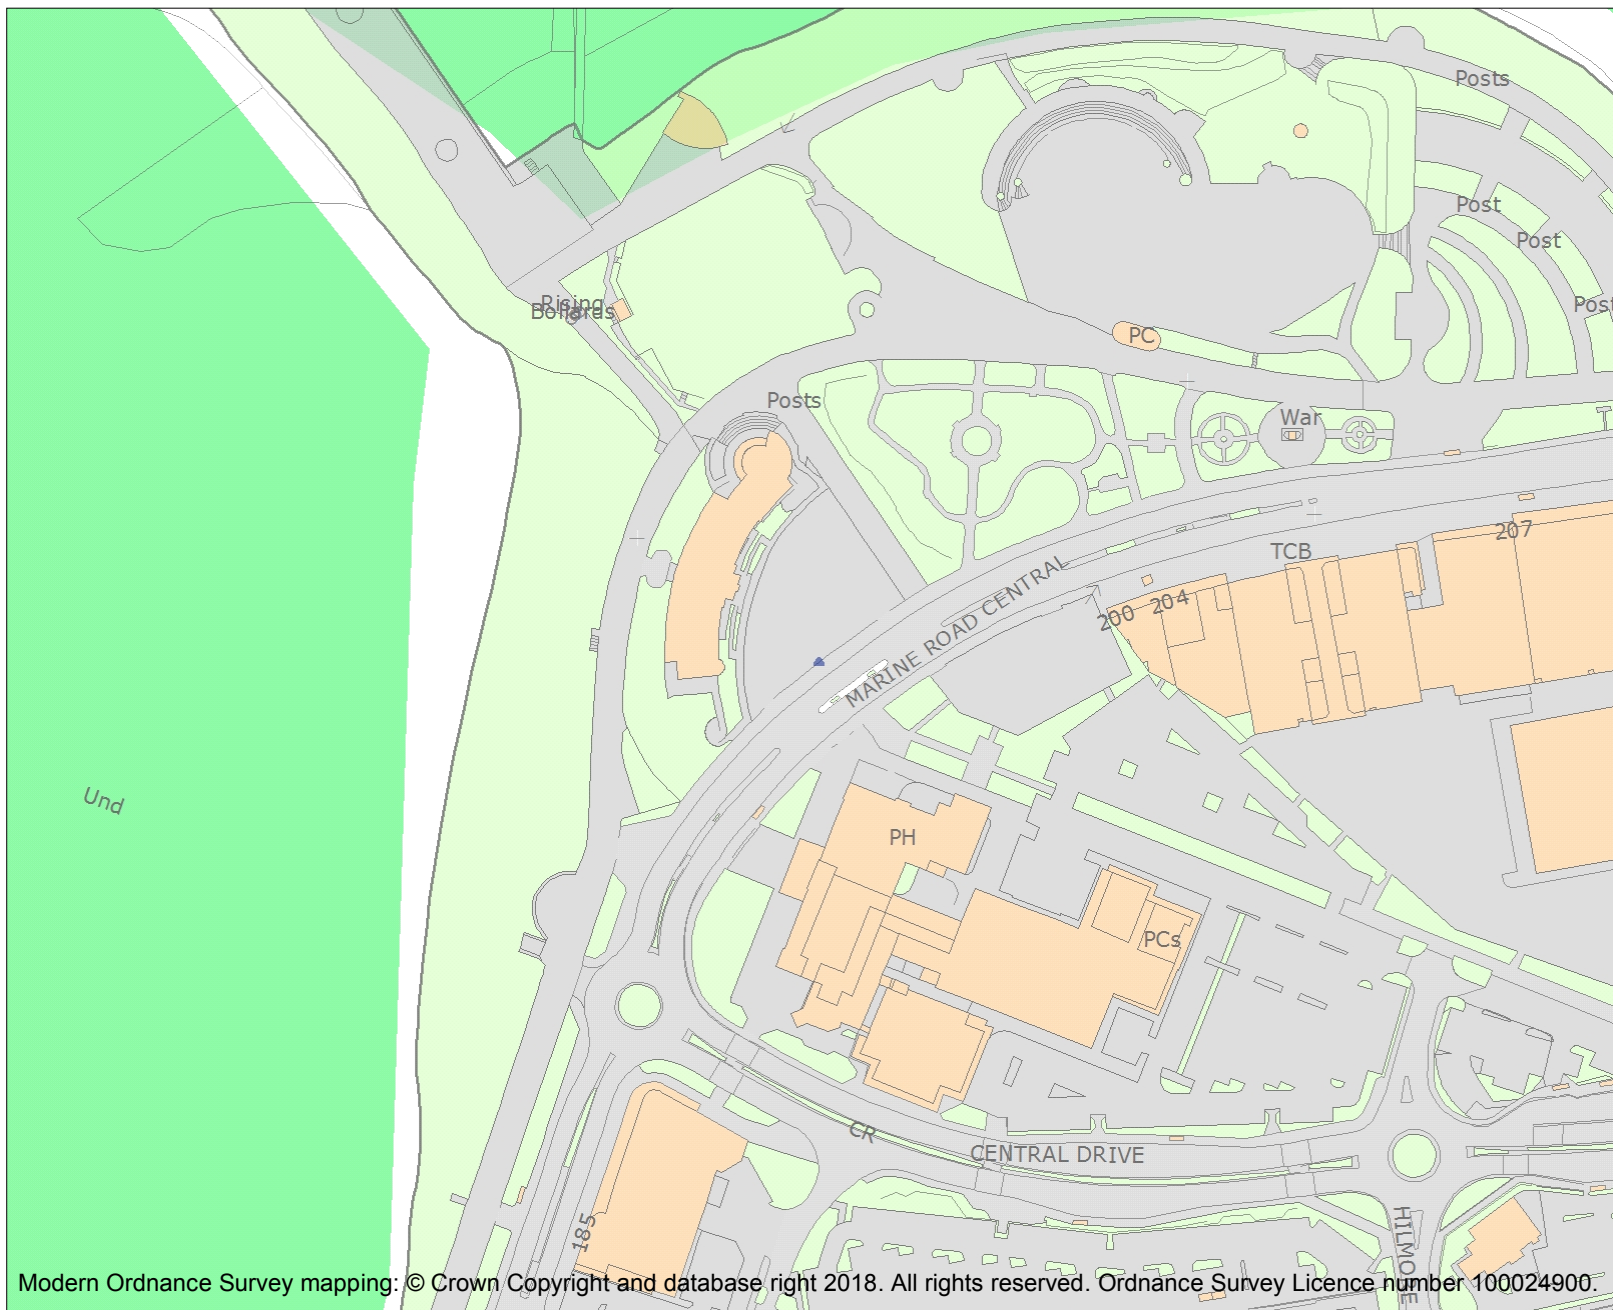 Posts
Post
Post
Post
Rising
Bollards
PC
Posts
War
207
TCB
MARINE ROAD CENTRAL
200
204
Und
PH
PCs
CR
CENTRAL DRIVE
185
Modern Ordnance Survey mapping: © Crown Copyright and database right 2018. All rights reserved. Ordnance Survey Licence number 100024900.